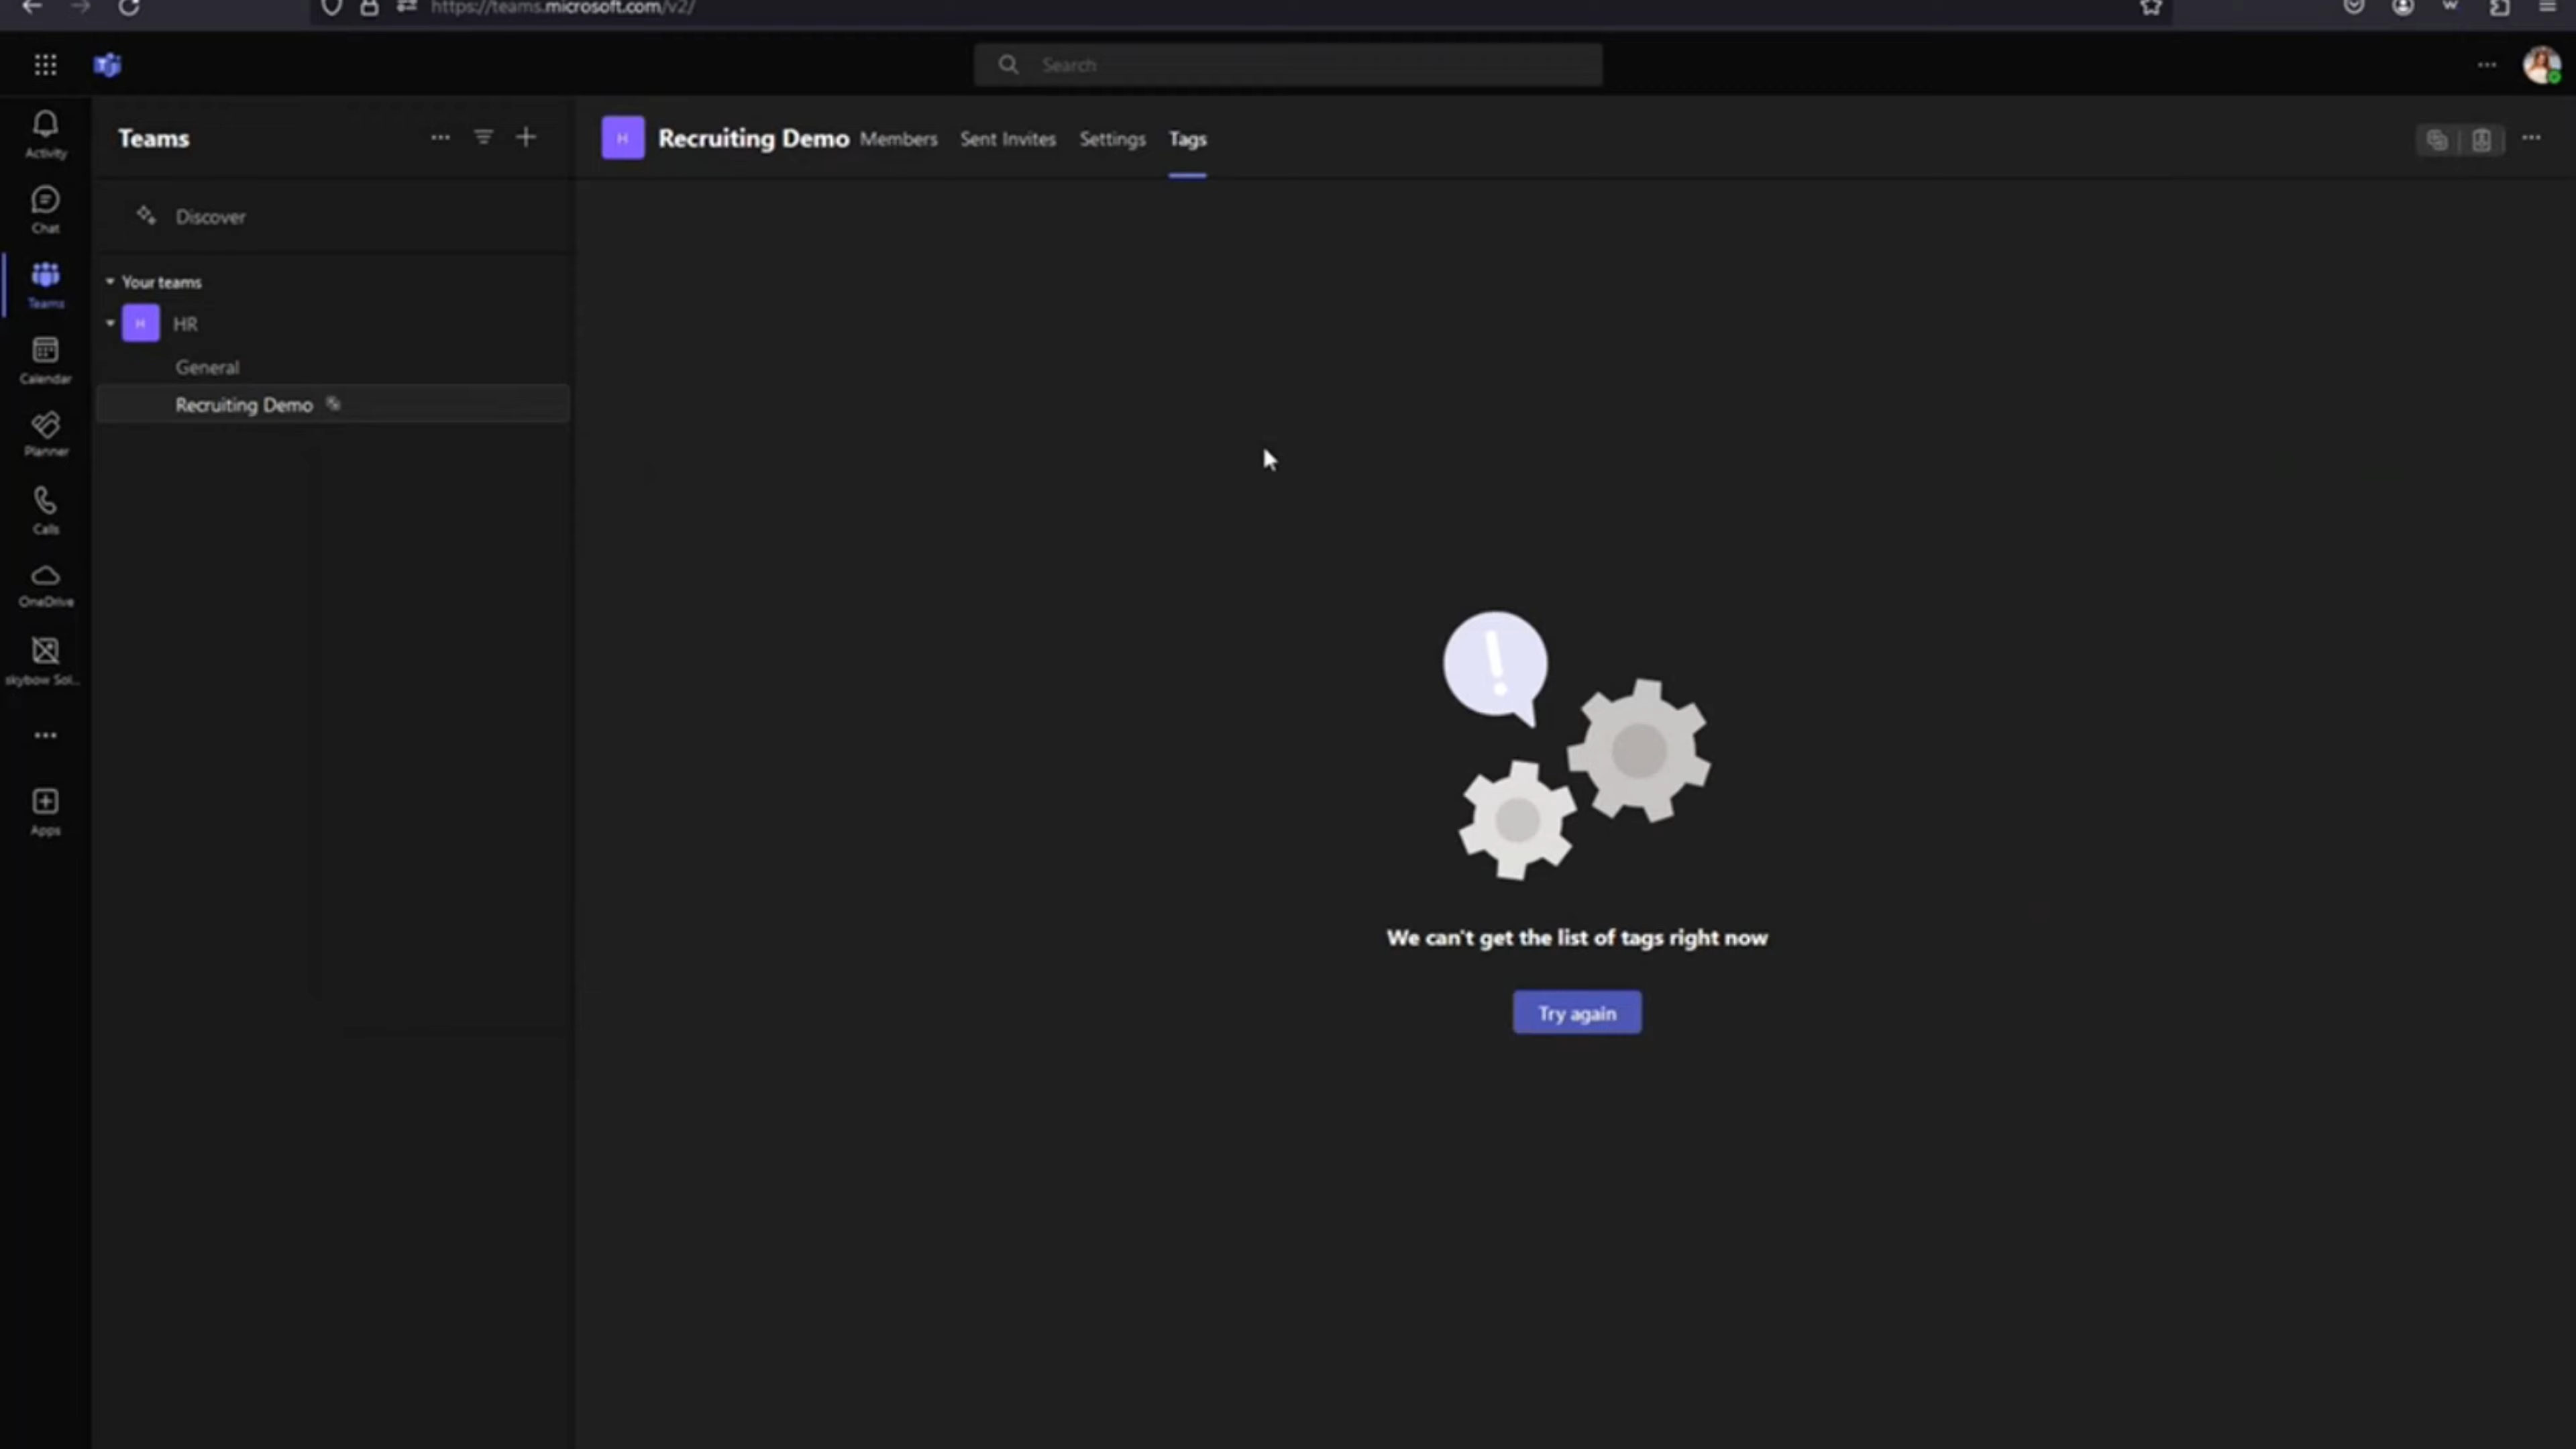 https://teams.microsoft.com/v2/
Search
Activity
Chat
Teams
Calendar
Planner
Calls
OneDrive
skybow Sol...
Apps
Teams
Discover
Your teams
H HR
General
Recruiting Demo
H Recruiting Demo Members Sent Invites Settings Tags
We can't get the list of tags right now
Try again